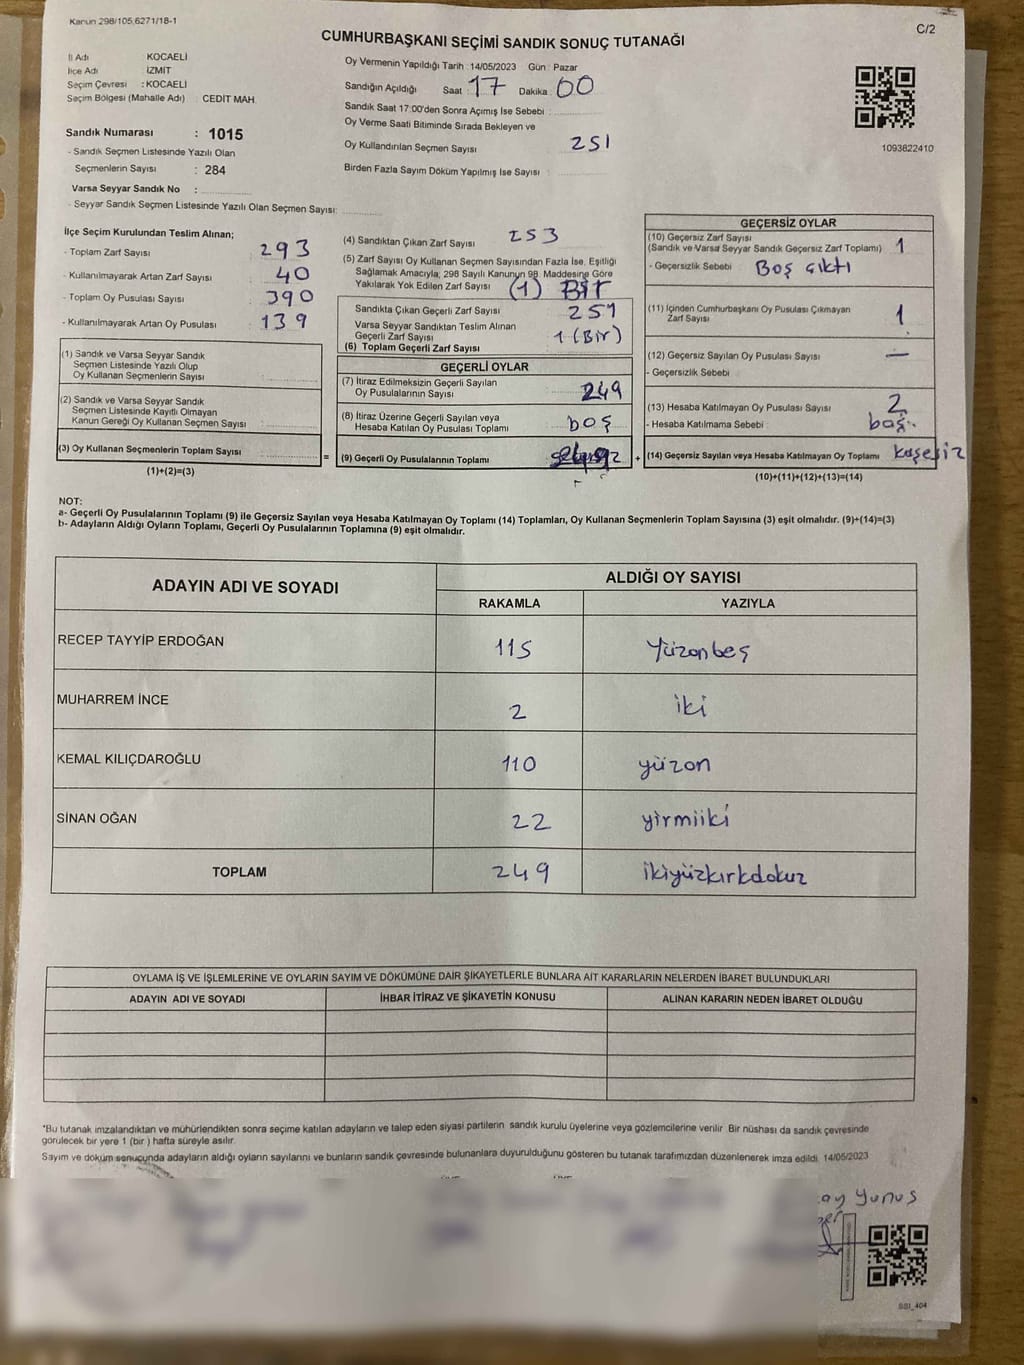 Kanun 298/105,6271/18-1
C/2
CUMHURBAŞKANI SEÇİMİ SANDIK SONUÇ TUTANAĞI
İl Adı KOCAELİ
İlçe Adı İZMİT
Seçim Çevresi : KOCAELİ
Seçim Bölgesi (Mahalle Adı) : CEDİT MAH.
Sandık Numarası : 1015
- Sandık Seçmen Listesinde Yazılı Olan
Seçmenlerin Sayısı : 284
Varsa Seyyar Sandık No :
- Seyyar Sandık Seçmen Listesinde Yazılı Olan Seçmen Sayısı:
Oy Vermenin Yapıldığı Tarih : 14/05/2023 Gün : Pazar
Sandığın Açıldığı Saat : 17 Dakika : 00
Sandık Saat 17:00'den Sonra Açımış İse Sebebi :
Oy Verme Saati Bitiminde Sırada Bekleyen ve
Oy Kullandırılan Seçmen Sayısı 251
Birden Fazla Sayım Döküm Yapılmış İse Sayısı :
1093822410
İlçe Seçim Kurulundan Teslim Alınan;
- Toplam Zarf Sayısı 293
- Kullanılmayarak Artan Zarf Sayısı 40
- Toplam Oy Pusulası Sayısı 390
- Kullanılmayarak Artan Oy Pusulası 139
(1) Sandık ve Varsa Seyyar Sandık
Seçmen Listesinde Yazılı Olup
Oy Kullanan Seçmenlerin Sayısı
(2) Sandık ve Varsa Seyyar Sandık
Seçmen Listesinde Kayıtlı Olmayan
Kanun Gereği Oy Kullanan Seçmen Sayısı
(3) Oy Kullanan Seçmenlerin Toplam Sayısı =
(1)+(2)=(3)
(4) Sandıktan Çıkan Zarf Sayısı 253
(5) Zarf Sayısı Oy Kullanan Seçmen Sayısından Fazla İse, Eşitliği
Sağlamak Amacıyla, 298 Sayılı Kanunun 98. Maddesine Göre
Yakılarak Yok Edilen Zarf Sayısı (1) Bir
Sandıkta Çıkan Geçerli Zarf Sayısı 251
Varsa Seyyar Sandıktan Teslim Alınan
Geçerli Zarf Sayısı 1 (Bir)
(6) Toplam Geçerli Zarf Sayısı
GEÇERLİ OYLAR
(7) İtiraz Edilmeksizin Geçerli Sayılan
Oy Pusulalarının Sayısı 249
(8) İtiraz Üzerine Geçerli Sayılan veya
Hesaba Katılan Oy Pusulası Toplamı boş
(9) Geçerli Oy Pusulalarının Toplamı +
GEÇERSİZ OYLAR
(10) Geçersiz Zarf Sayısı
(Sandık ve Varsa Seyyar Sandık Geçersiz Zarf Toplamı) 1
- Geçersizlik Sebebi Boş çıktı
(11) İçinden Cumhurbaşkanı Oy Pusulası Çıkmayan
Zarf Sayısı 1
(12) Geçersiz Sayılan Oy Pusulası Sayısı —
- Geçersizlik Sebebi
(13) Hesaba Katılmayan Oy Pusulası Sayısı 2
- Hesaba Katılmama Sebebi : boş
(14) Geçersiz Sayılan veya Hesaba Katılmayan Oy Toplamı kaşesiz
(10)+(11)+(12)+(13)=(14)
NOT:
a- Geçerli Oy Pusulalarının Toplamı (9) ile Geçersiz Sayılan veya Hesaba Katılmayan Oy Toplamı (14) Toplamları, Oy Kullanan Seçmenlerin Toplam Sayısına (3) eşit olmalıdır. (9)+(14)=(3)
b- Adayların Aldığı Oyların Toplamı, Geçerli Oy Pusulalarının Toplamına (9) eşit olmalıdır.
ADAYIN ADI VE SOYADI ALDIĞI OY SAYISI
RAKAMLA YAZIYLA
RECEP TAYYİP ERDOĞAN 115 Yüzonbeş
MUHARREM İNCE 2 iki
KEMAL KILIÇDAROĞLU 110 yüzon
SİNAN OĞAN 22 yirmiiki
TOPLAM 249 ikiyüzkırkdokuz
OYLAMA İŞ VE İŞLEMLERİNE VE OYLARIN SAYIM VE DÖKÜMÜNE DAİR ŞİKAYETLERLE BUNLARA AİT KARARLARIN NELERDEN İBARET BULUNDUKLARI
ADAYIN ADI VE SOYADI İHBAR İTİRAZ VE ŞİKAYETİN KONUSU ALINAN KARARIN NEDEN İBARET OLDUĞU
*Bu tutanak imzalandıktan ve mühürlendikten sonra seçime katılan adayların ve talep eden siyasi partilerin sandık kurulu üyelerine veya gözlemcilerine verilir. Bir nüshası da sandık çevresinde
görülecek bir yere 1 (bir ) hafta süreyle asılır.
Sayım ve döküm sonucunda adayların aldığı oyların sayılarını ve bunların sandık çevresinde bulunanlara duyurulduğunu gösteren bu tutanak tarafımızdan düzenlenerek imza edildi. 14/05/2023
Yunus
SSI_404